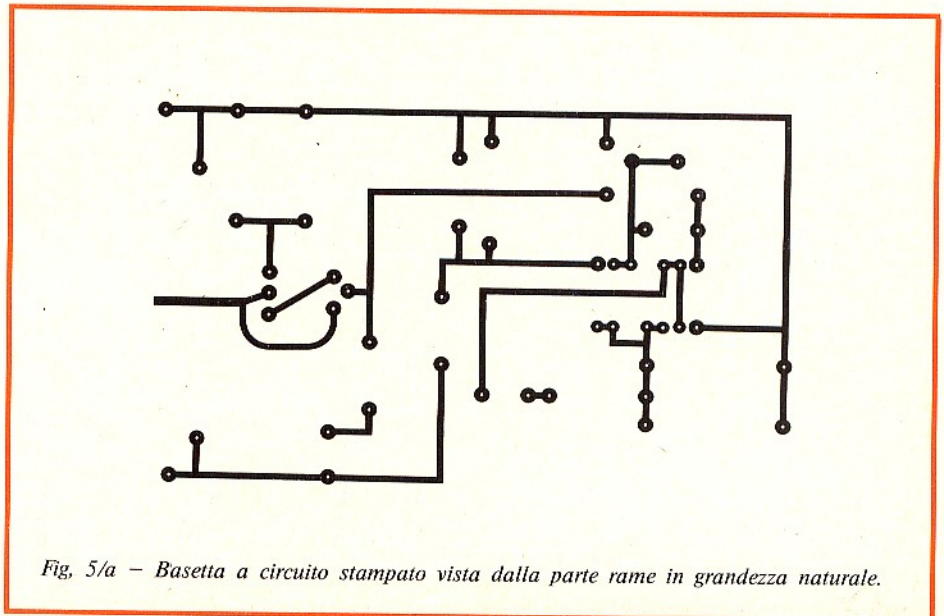 Fig, 5/a — Basetta a circuito stampato vista dalla parte rame in grandezza naturale.